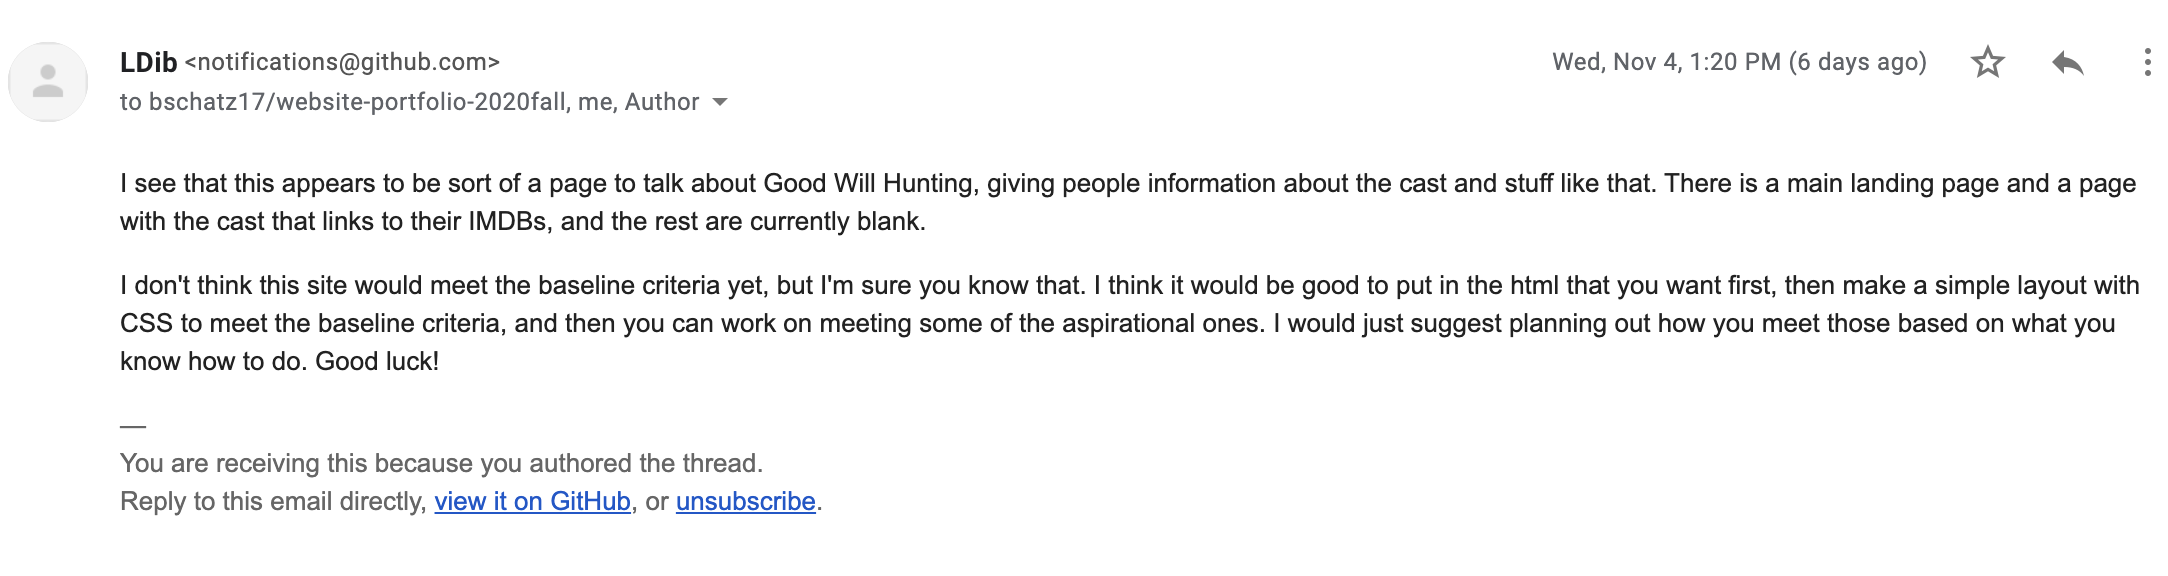 LDib <notifications@github.com>
Wed, Nov 4, 1:20 PM (6 days ago)
to bschatz17/website-portfolio-2020fall, me, Author
I see that this appears to be sort of a page to talk about Good Will Hunting, giving people information about the cast and stuff like that. There is a main landing page and a page
with the cast that links to their IMDBs, and the rest are currently blank.
I don't think this site would meet the baseline criteria yet, but I'm sure you know that. I think it would be good to put in the html that you want first, then make a simple layout with
CSS to meet the baseline criteria, and then you can work on meeting some of the aspirational ones. I would just suggest planning out how you meet those based on what you
know how to do. Good luck!
—
You are receiving this because you authored the thread.
Reply to this email directly, view it on GitHub, or unsubscribe.